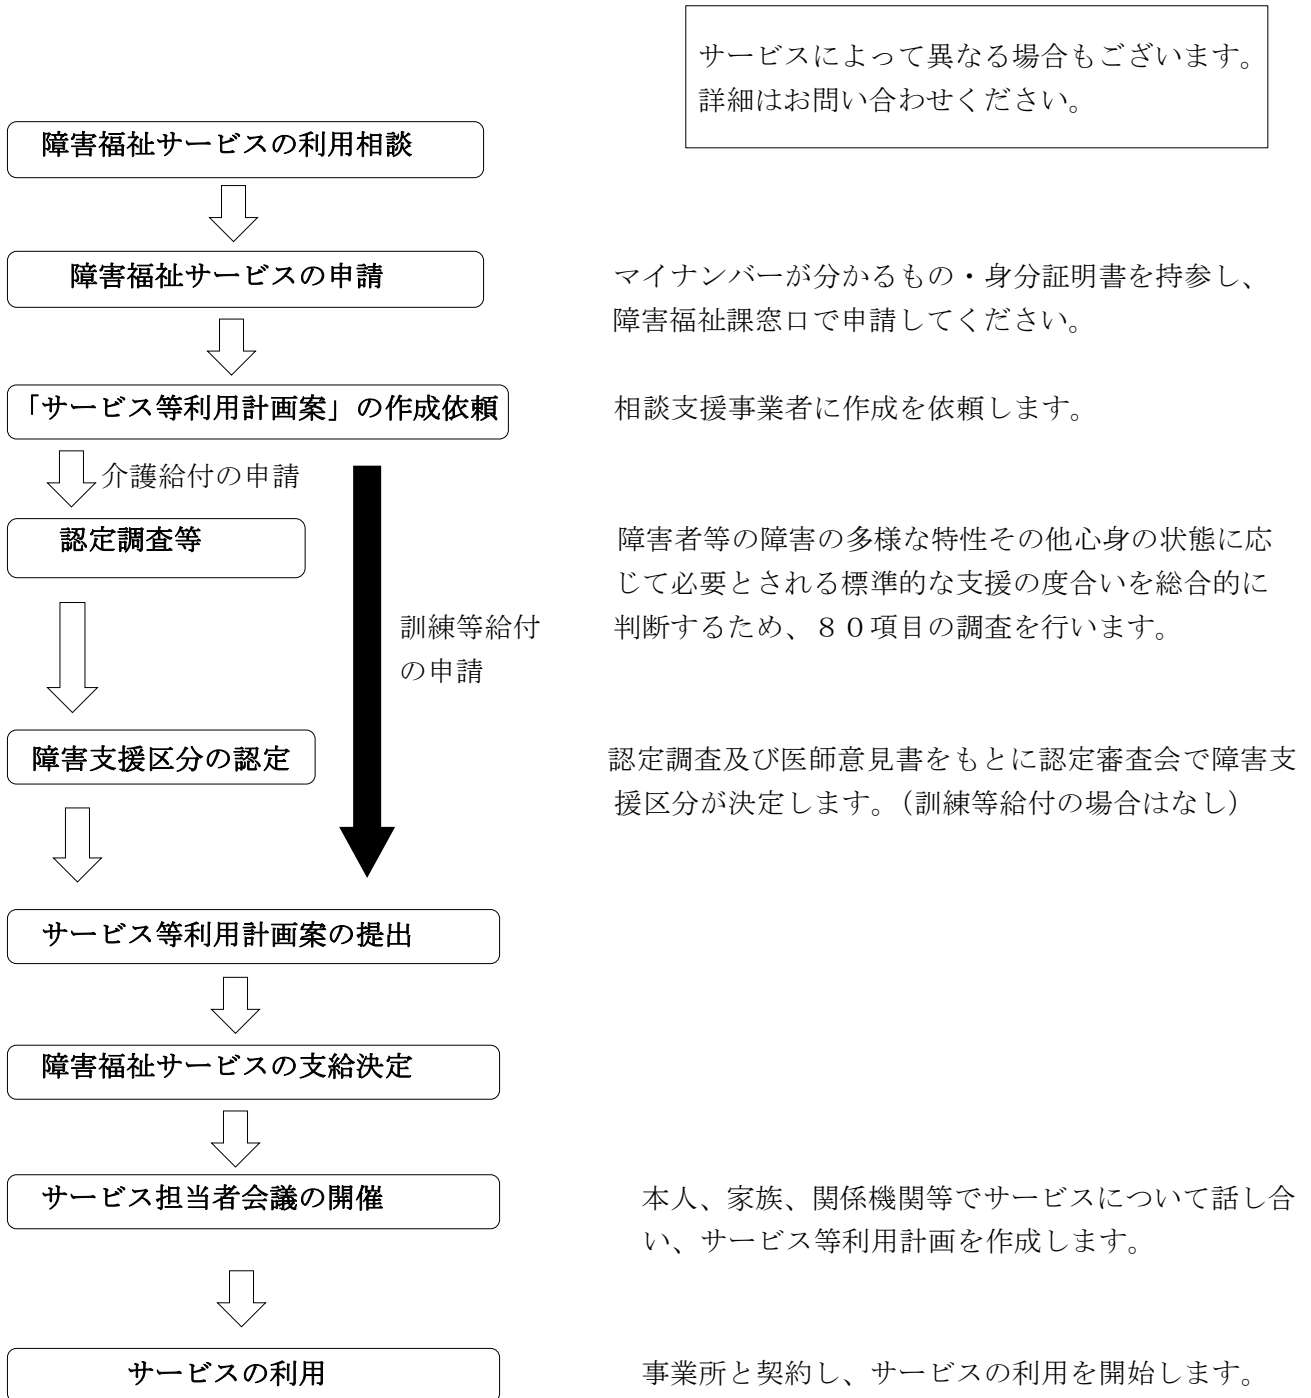 サービスによって異なる場合もございます。
詳細はお問い合わせください。
障害福祉サービスの利用相談
障害福祉サービスの申請
マイナンバーが分かるもの・身分証明書を持参し、
障害福祉課窓口で申請してください。
「サービス等利用計画案」の作成依頼
相談支援事業者に作成を依頼します。
介護給付の申請
認定調査等
障害者等の障害の多様な特性その他心身の状態に応
じて必要とされる標準的な支援の度合いを総合的に
判断するため、８０項目の調査を行います。
訓練等給付
の申請
障害支援区分の認定
認定調査及び医師意見書をもとに認定審査会で障害支
援区分が決定します。（訓練等給付の場合はなし）
サービス等利用計画案の提出
障害福祉サービスの支給決定
サービス担当者会議の開催
本人、家族、関係機関等でサービスについて話し合
い、サービス等利用計画を作成します。
サービスの利用
事業所と契約し、サービスの利用を開始します。